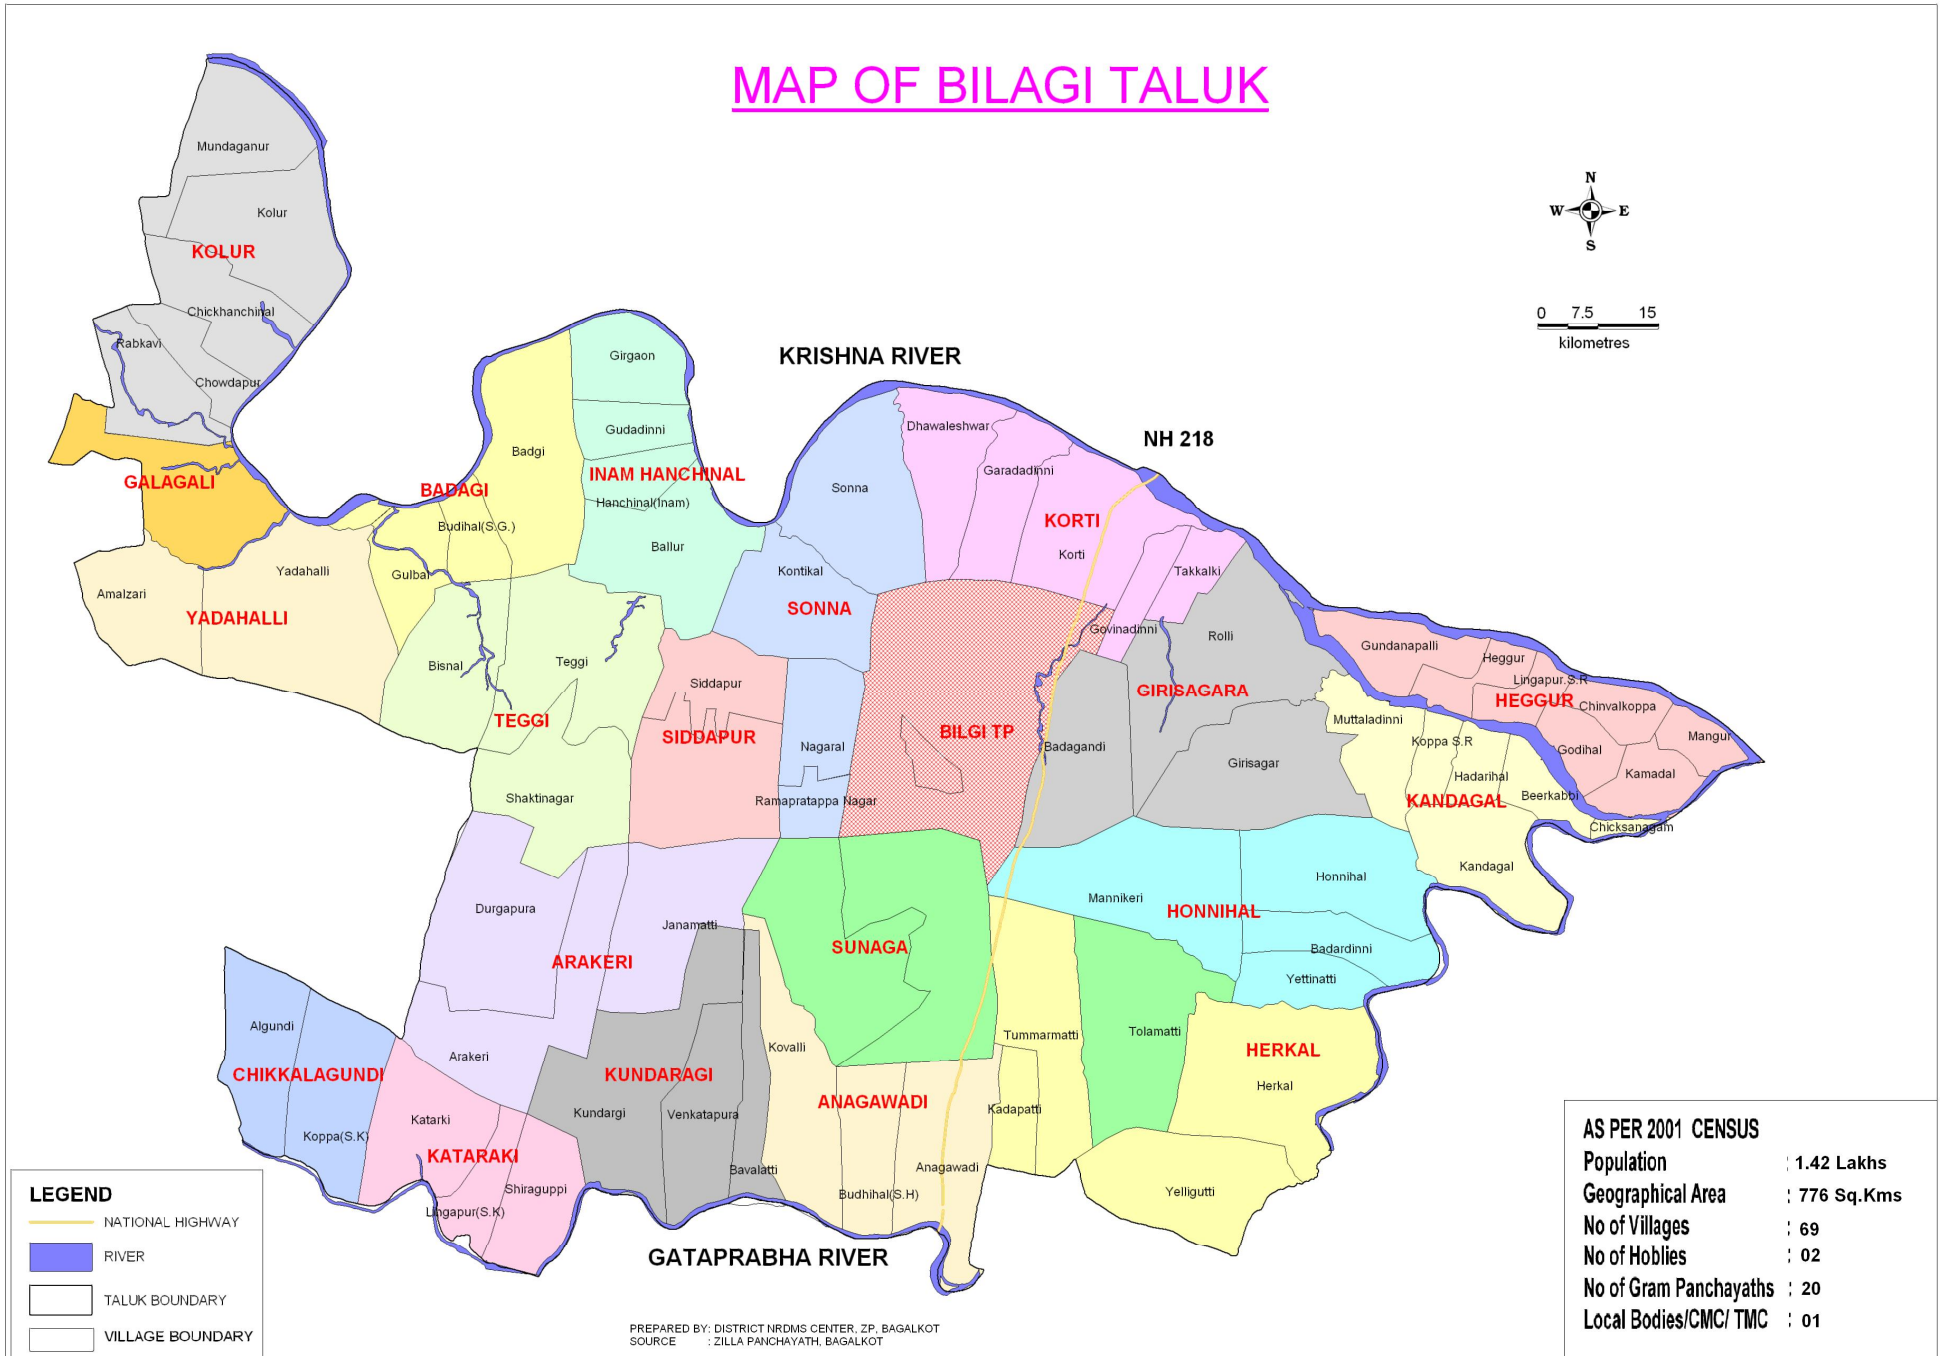 MAP OF BILAGI TALUK
N
W E
S
0 7.5 15
kilometres
Mundaganur
Kolur
KOLUR
Chickhanchinal
Rabkavi
Chowdapur
GALAGALI
Amalzari
Yadahalli
YADAHALLI
KRISHNA RIVER
NH 218
Girgaon
Gudadinni
INAM HANCHINAL
Hanchinal(Inam)
Ballur
Badgi
BADAGI
Budihal(S.G.)
Gulbal
Bisnal
Teggi
TEGGI
Shaktinagar
Siddapur
SIDDAPUR
Sonna
Kontikal
SONNA
Nagaral
Ramapratappa Nagar
Dhawaleshwar
Garadadinni
KORTI
Korti
Takkalki
Govinadinni
BILGI TP
Rolli
GIRISAGARA
Badagandi
Girisagar
Gundanapalli
Heggur
Lingapur.S.R
HEGGUR
Chinvalkoppa
Mangur
Godihal
Kamadal
Muttaladinni
Koppa S.R
Hadarihal
Beerkabbi
KANDAGAL
Chicksanagam
Kandagal
Durgapura
Janamatti
ARAKERI
Arakeri
SUNAGA
Mannikeri
Honnihal
HONNIHAL
Badardinni
Yettinatti
Tummarmatti
Tolamatti
HERKAL
Herkal
Kadapatti
Yelligutti
Algundi
CHIKKALAGUNDI
Koppa(S.K)
Katarki
KATARAKI
Shiraguppi
Lingapur(S.K)
KUNDARAGI
Kundargi
Venkatapura
Bavalatti
Kovalli
ANAGAWADI
Anagawadi
Budhihal(S.H)
GATAPRABHA RIVER
LEGEND
NATIONAL HIGHWAY
RIVER
TALUK BOUNDARY
VILLAGE BOUNDARY
PREPARED BY: DISTRICT NRDMS CENTER, ZP, BAGALKOT
SOURCE : ZILLA PANCHAYATH, BAGALKOT
AS PER 2001 CENSUS
Population : 1.42 Lakhs
Geographical Area : 776 Sq.Kms
No of Villages : 69
No of Hoblies : 02
No of Gram Panchayaths : 20
Local Bodies/CMC/ TMC : 01